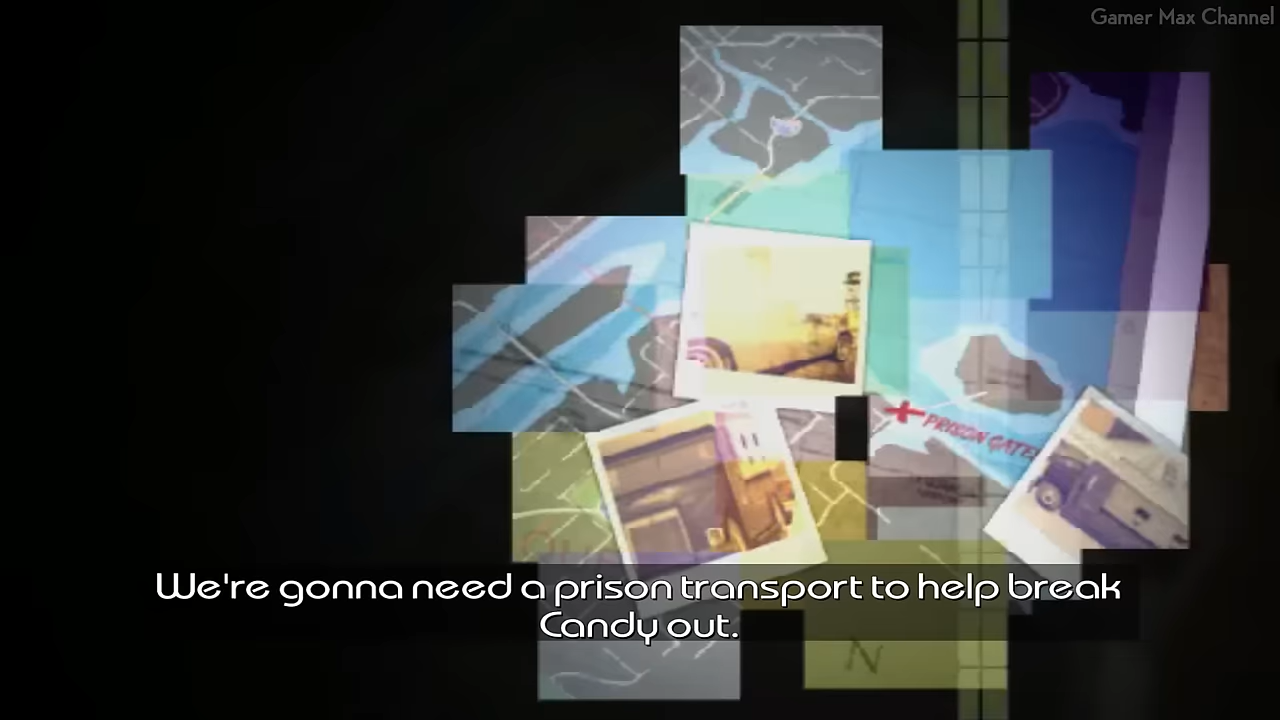 Gamer Max Channel
PRISON GATE
We're gonna need a prison transport to help break
Candy out.
N